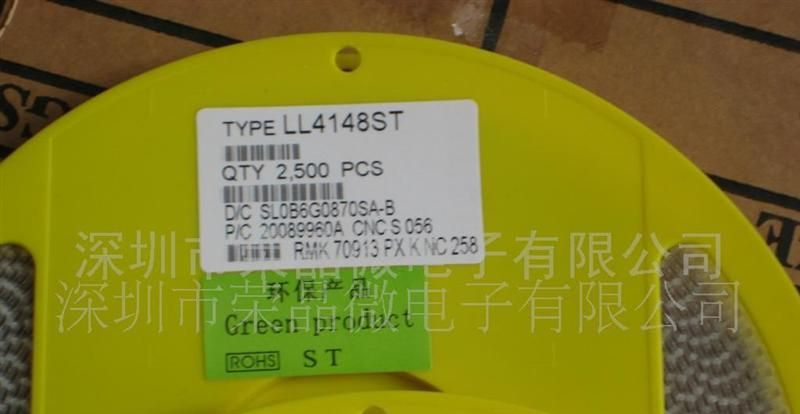 TYPE LL4148ST
QTY 2,500 PCS
D/C SL0B6G0870SA-B
P/C 20089960A CNC S 056
RMK 70913 PX K NC 258
深圳市荣晶微电子有限公司
深圳市荣晶微电子有限公司
环保产品
Green product
ROHS ST